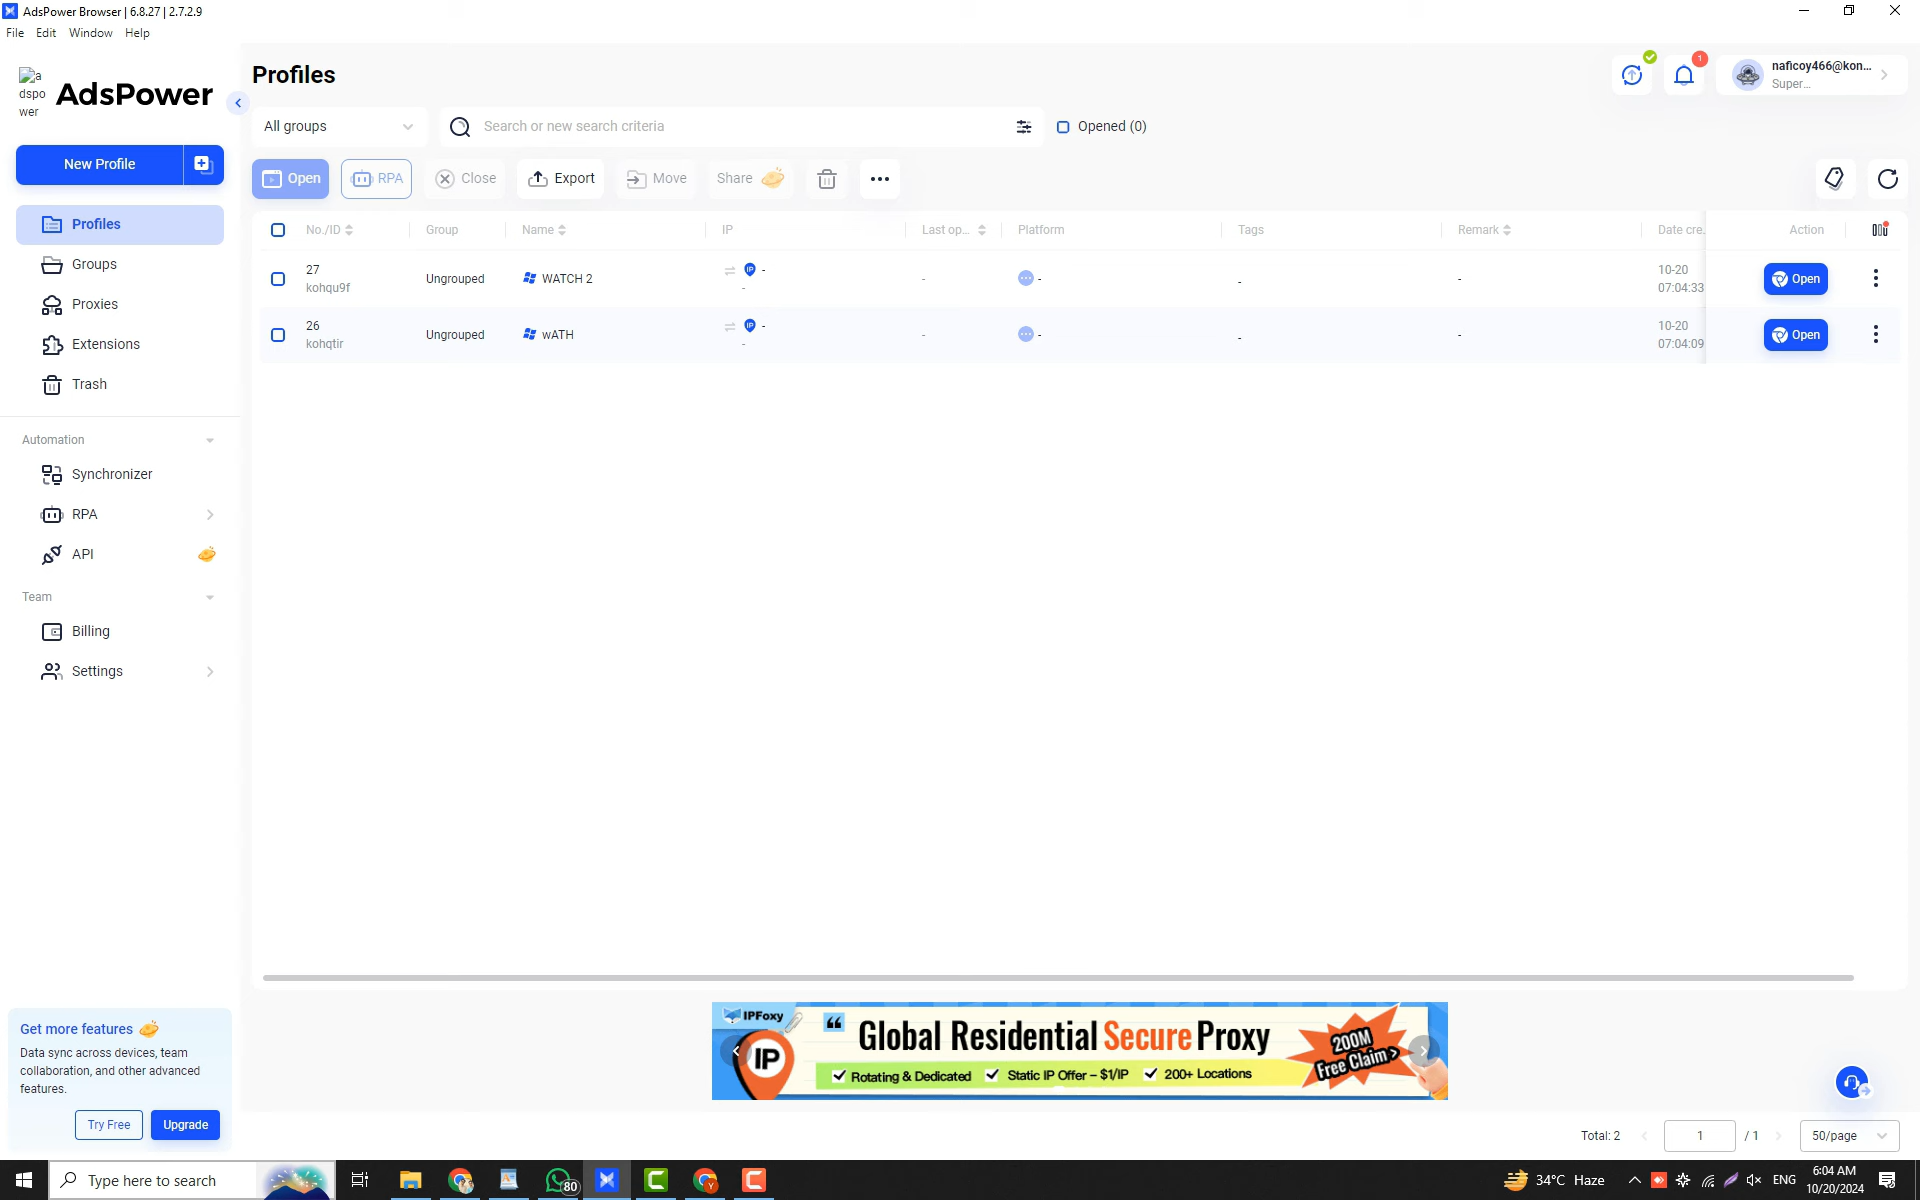 AdsPower Browser | 6.8.27 | 2.7.2.9
File Edit Window Help
adspower
AdsPower
Profiles
1
naficoy466@kon...
Super...
All groups
Search or new search criteria
Opened (0)
New Profile
Open
RPA
Close
Export
Move
Share
Profiles
Groups
Proxies
Extensions
Trash
Automation
Synchronizer
RPA
API
Team
Billing
Settings
No./ID Group Name IP Last op... Platform Tags Remark Date cre. Action
27
kohqu9f
Ungrouped
WATCH 2
IP -
-
-
-
-
-
10-20
07:04:33
Open
26
kohqtir
Ungrouped
wATH
IP -
-
-
-
-
-
10-20
07:04:09
Open
Get more features
Data sync across devices, team
collaboration, and other advanced
features.
Try Free
Upgrade
IPFoxy
IP
“ Global Residential Secure Proxy
Rotating & Dedicated Static IP Offer – $1/IP 200+ Locations
200M
Free Claim >
Total: 2
1
/ 1
50/page
Type here to search
80
34°C Haze
ENG
6:04 AM
10/20/2024